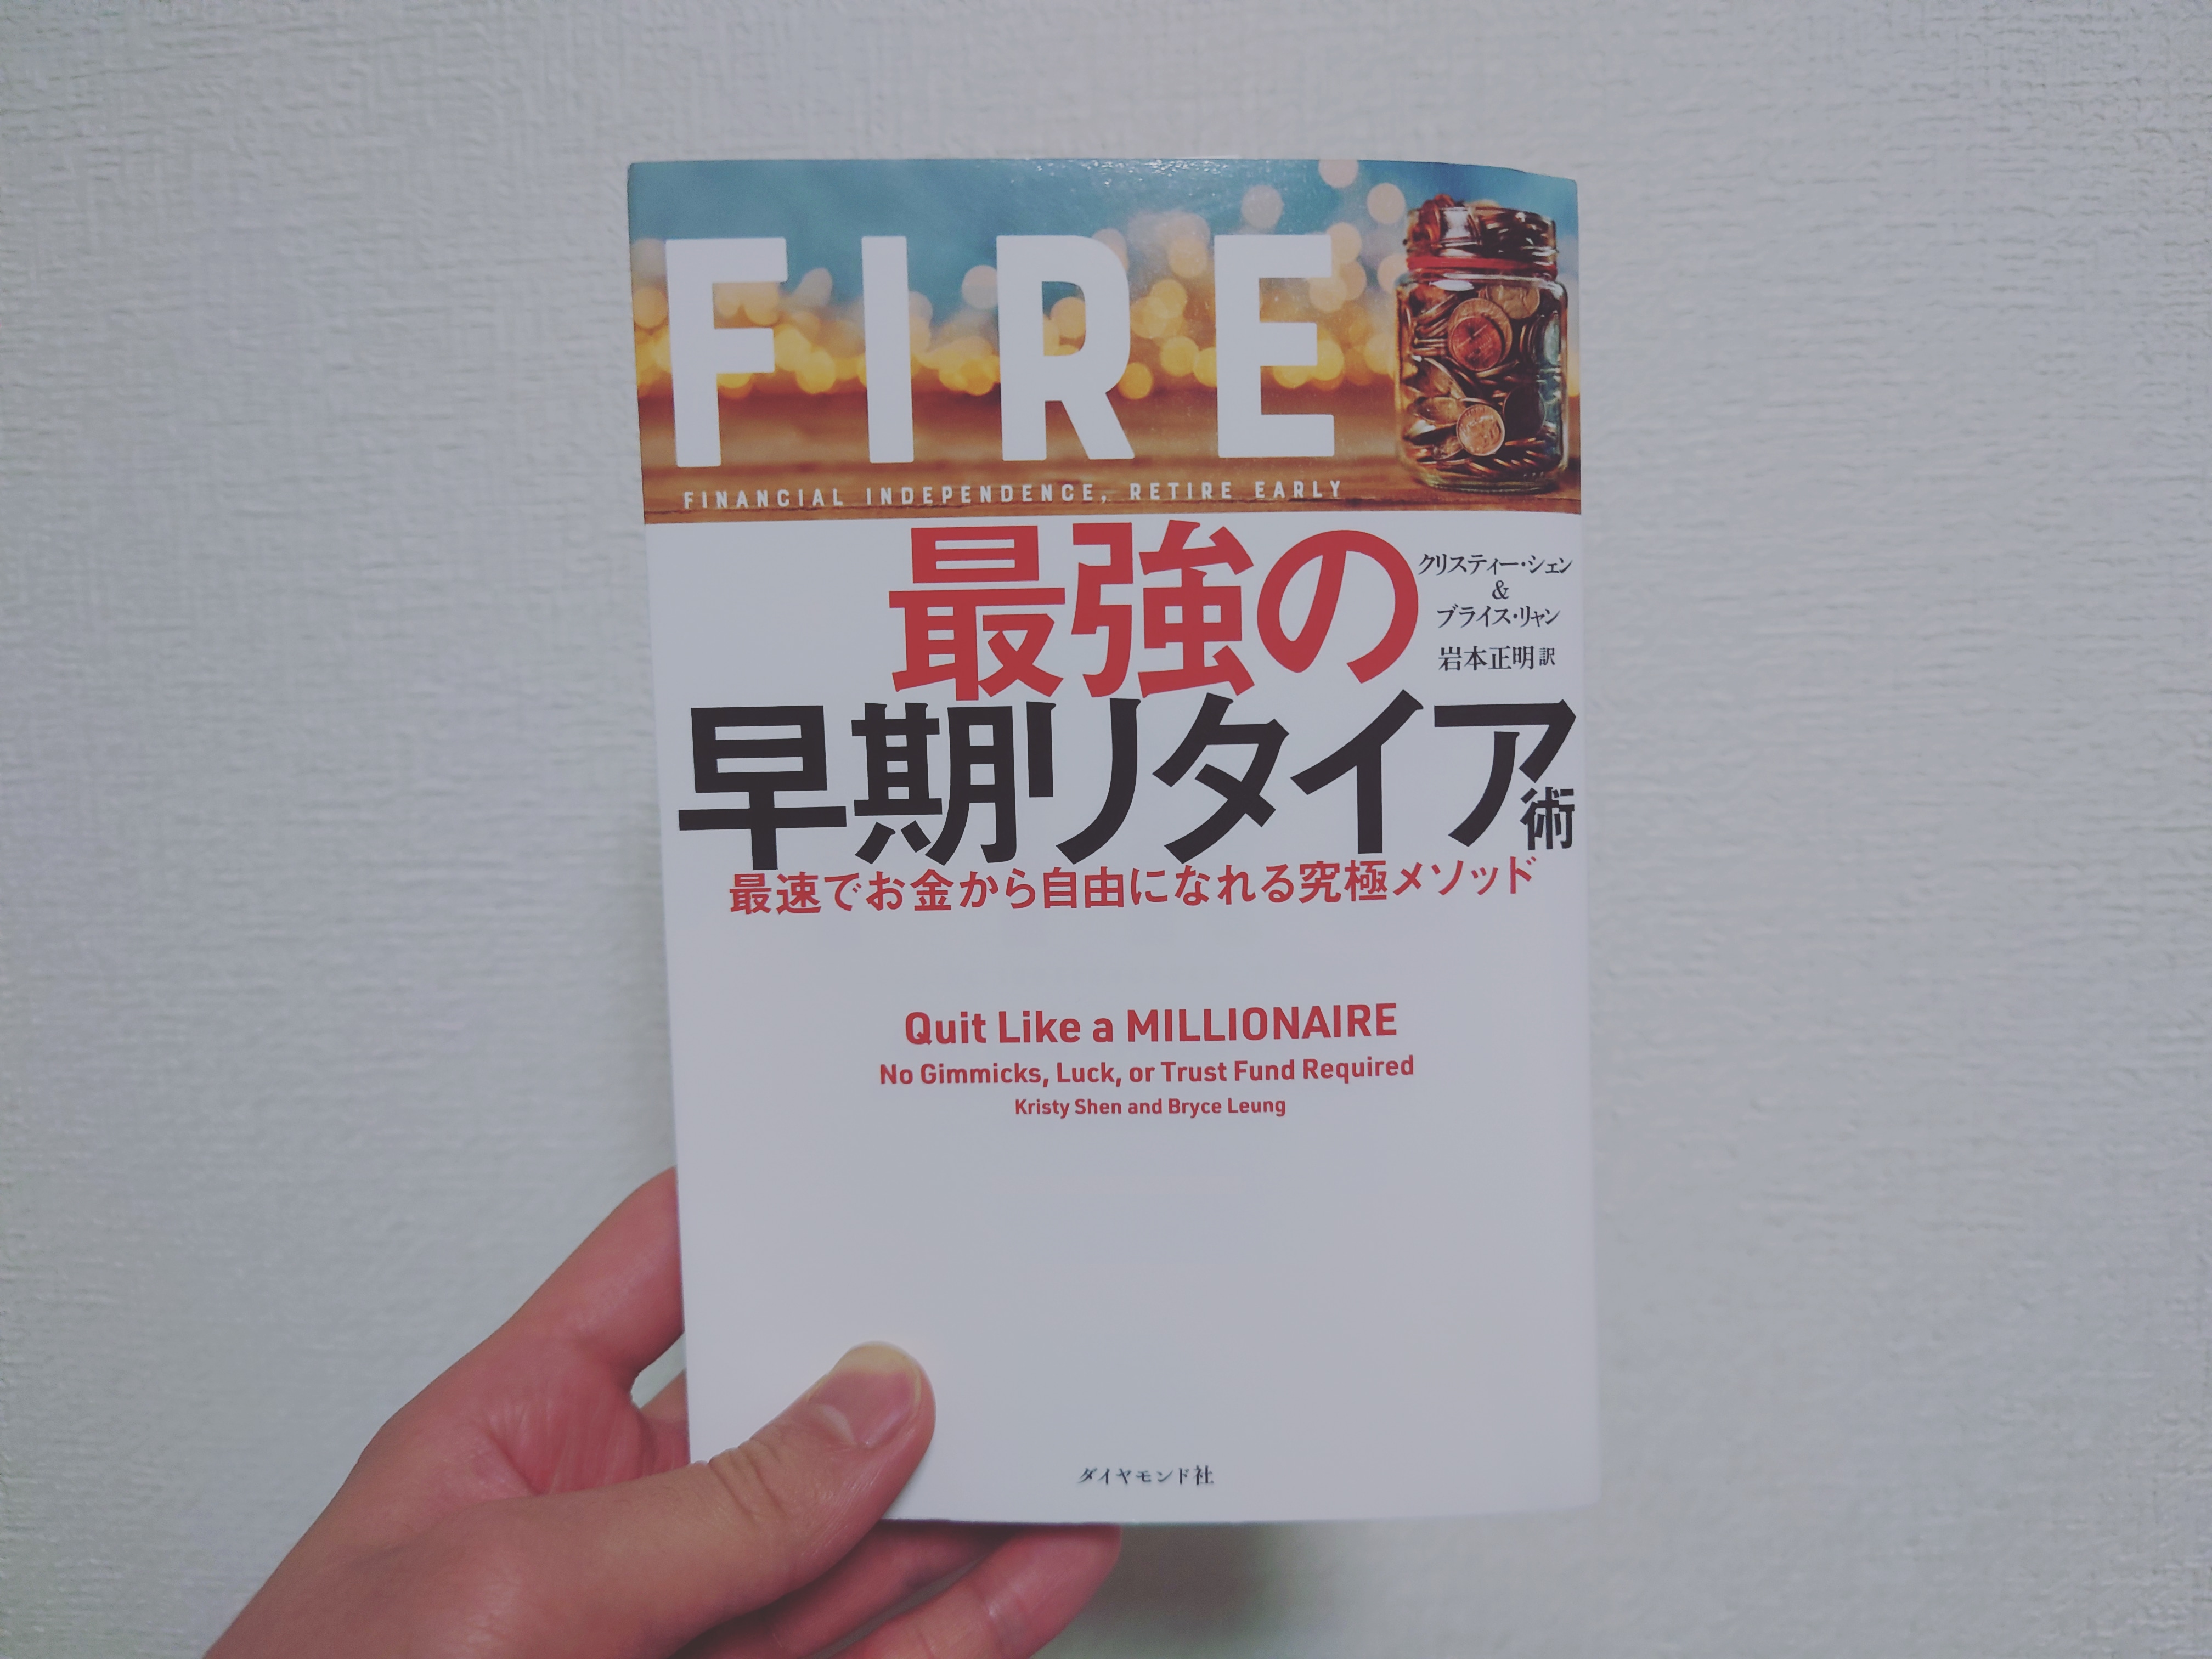 FIRE
FINANCIAL INDEPENDENCE, RETIRE EARLY
最強の
クリスティー・シェン
&
ブライス・リャン
岩本正明 訳
早期リタイア術
最速でお金から自由になれる究極メソッド
Quit Like a MILLIONAIRE
No Gimmicks, Luck, or Trust Fund Required
Kristy Shen and Bryce Leung
ダイヤモンド社